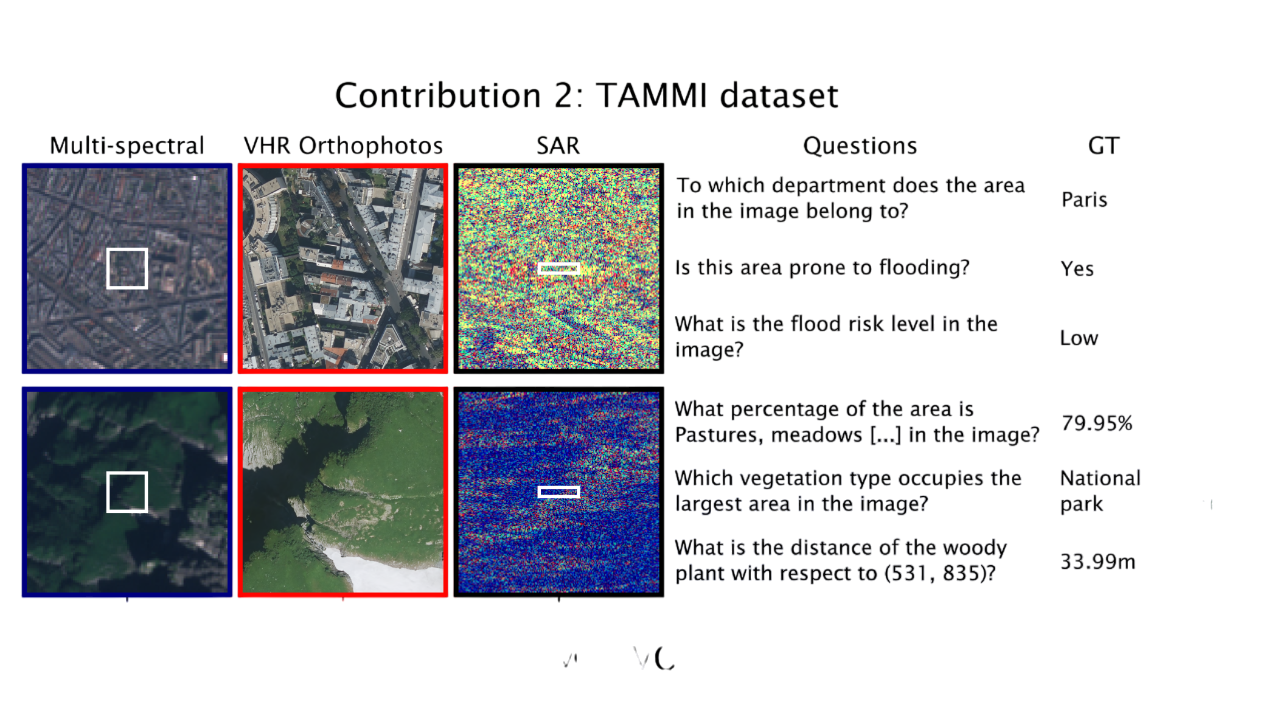 Contribution 2: TAMMI dataset
Multi-spectral
VHR Orthophotos
SAR
Questions
GT
To which department does the area
in the image belong to?
Paris
Is this area prone to flooding?
Yes
What is the flood risk level in the
image?
Low
What percentage of the area is
Pastures, meadows [...] in the image?
79.95%
Which vegetation type occupies the
largest area in the image?
National
park
What is the distance of the woody
plant with respect to (531, 835)?
33.99m